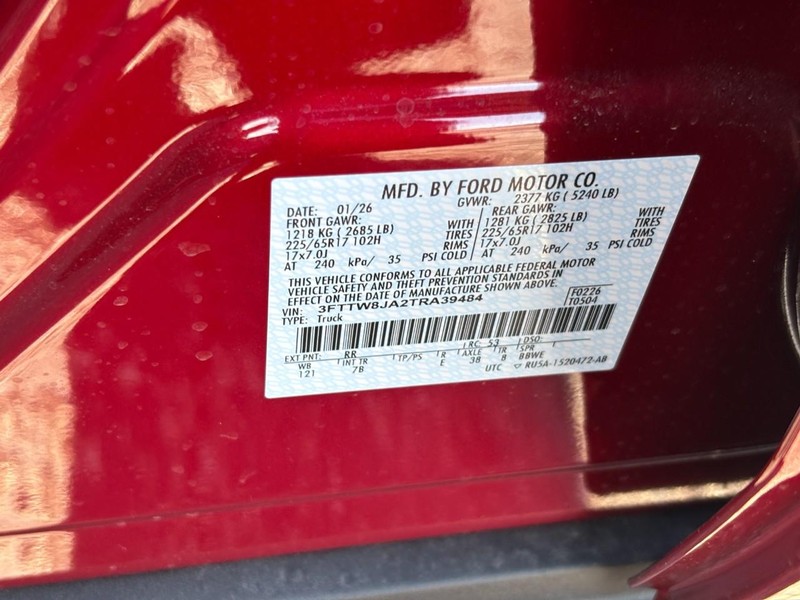 MFD. BY FORD MOTOR CO.
DATE: 01/26 GVWR: 2377 KG ( 5240 LB)
FRONT GAWR: REAR GAWR:
1218 KG ( 2685 LB) WITH 1281 KG ( 2825 LB) WITH
225/65R17 102H TIRES 225/65R17 102H TIRES
17x7.0J RIMS 17x7.0J RIMS
AT 240 kPa/ 35 PSI COLD AT 240 kPa/ 35 PSI COLD
THIS VEHICLE CONFORMS TO ALL APPLICABLE FEDERAL MOTOR
VEHICLE SAFETY AND THEFT PREVENTION STANDARDS IN
EFFECT ON THE DATE OF MANUFACTURE SHOWN ABOVE.
VIN: 3FTTW8JA2TRA39484 F0226
TYPE: Truck T0504
EXT PNT: RR RC: 53 DSO:
WB INT TR TP/PS R AXLE TR SPR
121 7B E 38 8 BBWE
UTC RU5A-1520472-AB